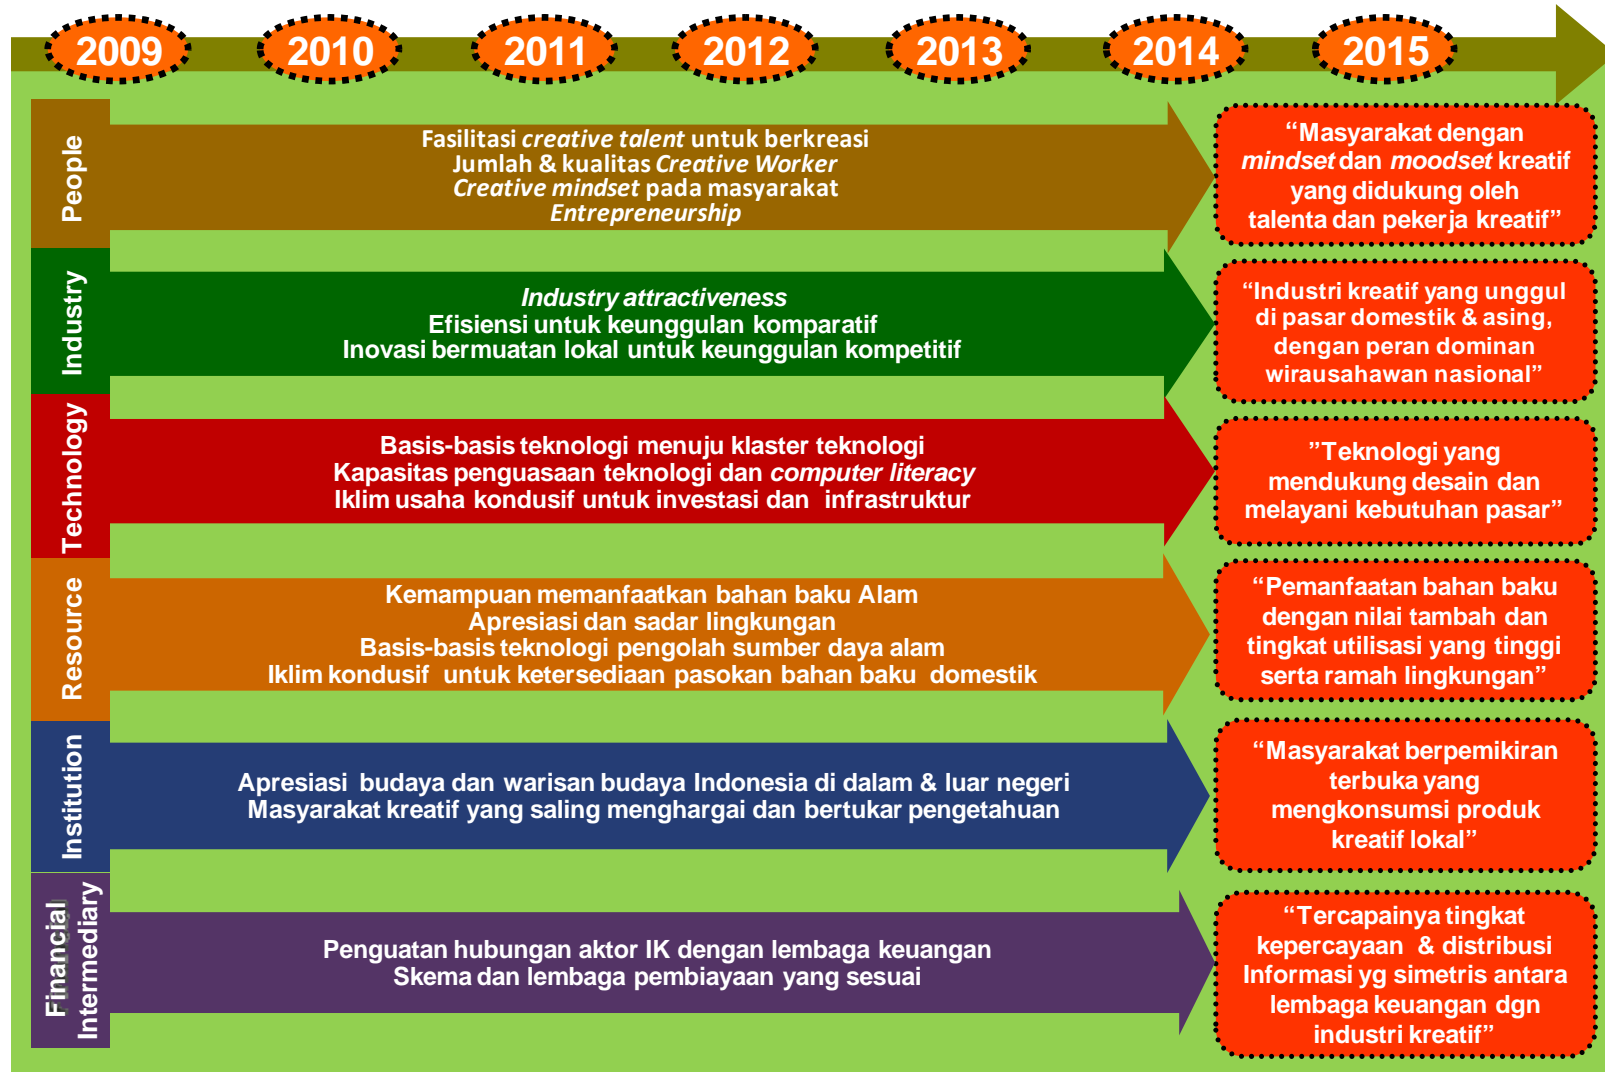 2009 2010 2011 2012 2013 2014 2015
People
Fasilitasi creative talent untuk berkreasi
Jumlah & kualitas Creative Worker
Creative mindset pada masyarakat
Entrepreneurship
“Masyarakat dengan
mindset dan moodset kreatif
yang didukung oleh
talenta dan pekerja kreatif”
Industry
Industry attractiveness
Efisiensi untuk keunggulan komparatif
Inovasi bermuatan lokal untuk keunggulan kompetitif
“Industri kreatif yang unggul
di pasar domestik & asing,
dengan peran dominan
wirausahawan nasional”
Technology
Basis-basis teknologi menuju klaster teknologi
Kapasitas penguasaan teknologi dan computer literacy
Iklim usaha kondusif untuk investasi dan infrastruktur
”Teknologi yang
mendukung desain dan
melayani kebutuhan pasar”
Resource
Kemampuan memanfaatkan bahan baku Alam
Apresiasi dan sadar lingkungan
Basis-basis teknologi pengolah sumber daya alam
Iklim kondusif untuk ketersediaan pasokan bahan baku domestik
“Pemanfaatan bahan baku
dengan nilai tambah dan
tingkat utilisasi yang tinggi
serta ramah lingkungan”
Institution
Apresiasi budaya dan warisan budaya Indonesia di dalam & luar negeri
Masyarakat kreatif yang saling menghargai dan bertukar pengetahuan
“Masyarakat berpemikiran
terbuka yang
mengkonsumsi produk
kreatif lokal”
Financial
Intermediary
Penguatan hubungan aktor IK dengan lembaga keuangan
Skema dan lembaga pembiayaan yang sesuai
“Tercapainya tingkat
kepercayaan & distribusi
Informasi yg simetris antara
lembaga keuangan dgn
industri kreatif”